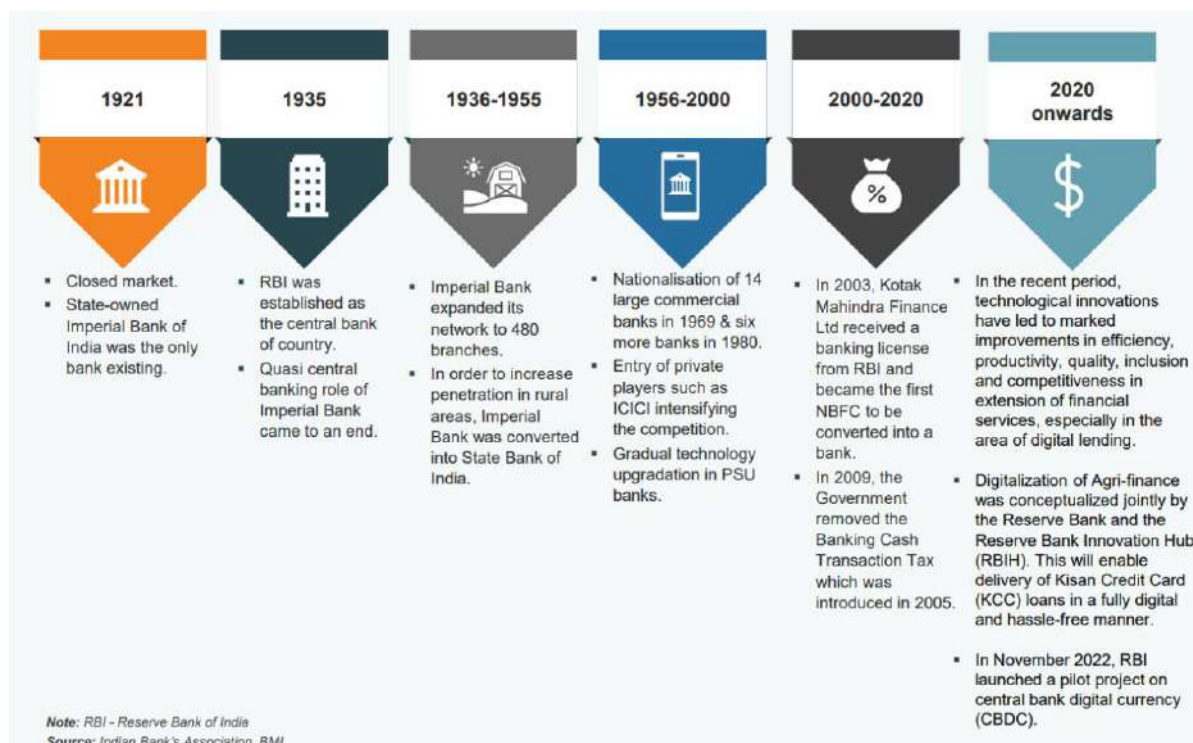 1921
▪ Closed market.
▪ State-owned
Imperial Bank of
India was the only
bank existing.
1935
▪ RBI was
established as
the central bank
of country.
▪ Quasi central
banking role of
Imperial Bank
came to an end.
1936-1955
▪ Imperial Bank
expanded its
network to 480
branches.
▪ In order to increase
penetration in rural
areas, Imperial
Bank was converted
into State Bank of
India.
1956-2000
▪ Nationalisation of 14
large commercial
banks in 1969 & six
more banks in 1980.
▪ Entry of private
players such as
ICICI intensifying
the competition.
▪ Gradual technology
upgradation in PSU
banks.
2000-2020
%
▪ In 2003, Kotak
Mahindra Finance
Ltd received a
banking license
from RBI and
became the first
NBFC to be
converted into a
bank.
▪ In 2009, the
Government
removed the
Banking Cash
Transaction Tax
which was
introduced in 2005.
2020
onwards
$
▪ In the recent period,
technological innovations
have led to marked
improvements in efficiency,
productivity, quality, inclusion
and competitiveness in
extension of financial
services, especially in the
area of digital lending.
▪ Digitalization of Agri-finance
was conceptualized jointly by
the Reserve Bank and the
Reserve Bank Innovation Hub
(RBIH). This will enable
delivery of Kisan Credit Card
(KCC) loans in a fully digital
and hassle-free manner.
▪ In November 2022, RBI
launched a pilot project on
central bank digital currency
(CBDC).
Note: RBI - Reserve Bank of India
Source: Indian Bank's Association, BMI